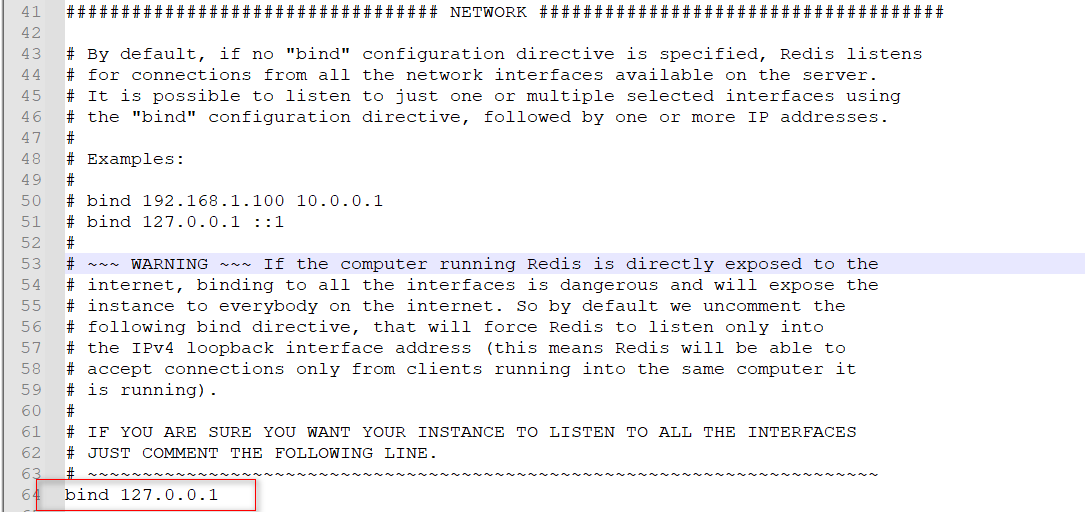 41 ################################## NETWORK #####################################
42
43 # By default, if no "bind" configuration directive is specified, Redis listens
44 # for connections from all the network interfaces available on the server.
45 # It is possible to listen to just one or multiple selected interfaces using
46 # the "bind" configuration directive, followed by one or more IP addresses.
47 #
48 # Examples:
49 #
50 # bind 192.168.1.100 10.0.0.1
51 # bind 127.0.0.1 ::1
52 #
53 # ~~~ WARNING ~~~ If the computer running Redis is directly exposed to the
54 # internet, binding to all the interfaces is dangerous and will expose the
55 # instance to everybody on the internet. So by default we uncomment the
56 # following bind directive, that will force Redis to listen only into
57 # the IPv4 loopback interface address (this means Redis will be able to
58 # accept connections only from clients running into the same computer it
59 # is running).
60 #
61 # IF YOU ARE SURE YOU WANT YOUR INSTANCE TO LISTEN TO ALL THE INTERFACES
62 # JUST COMMENT THE FOLLOWING LINE.
63 # ~~~~~~~~~~~~~~~~~~~~~~~~~~~~~~~~~~~~~~~~~~~~~~~~~~~~~~~~~~~~~~~~~~~~~~~~
64 bind 127.0.0.1